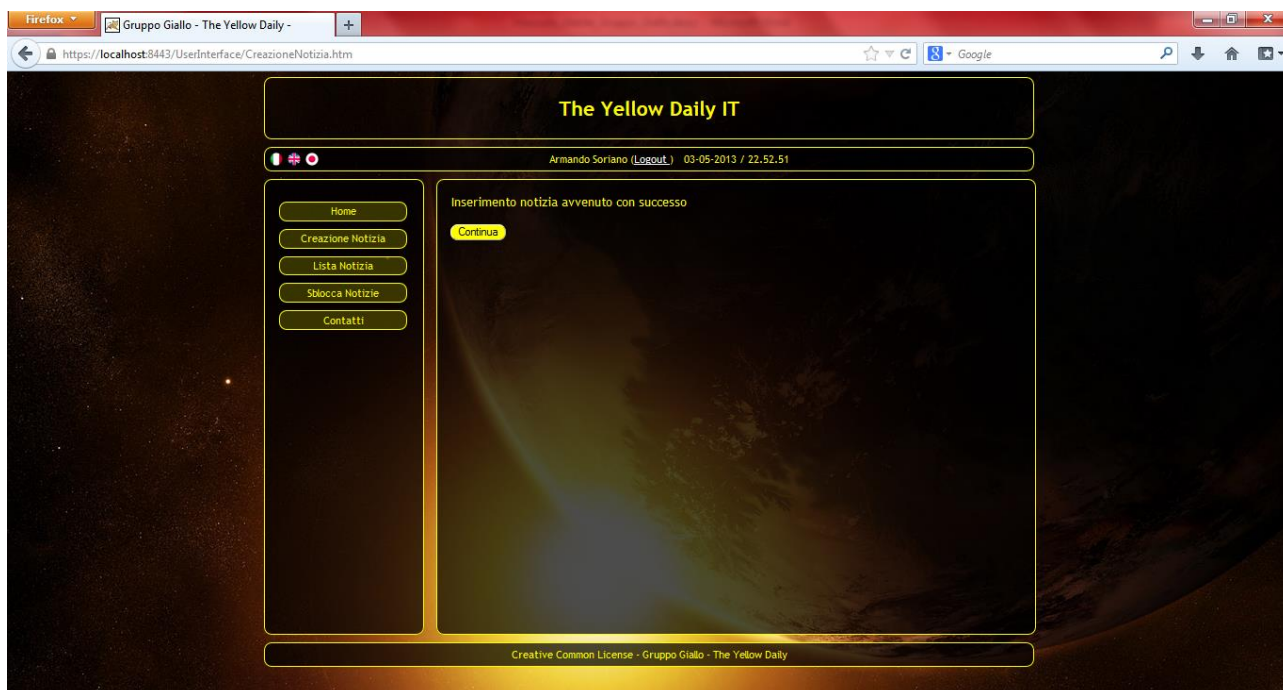 Firefox
Gruppo Giallo - The Yellow Daily -
https://localhost:8443/UserInterface/CreazioneNotizia.htm
Google
The Yellow Daily IT
Armando Soriano (Logout ) 03-05-2013 / 22.52.51
Home
Creazione Notizia
Lista Notizia
Sblocca Notizie
Contatti
Inserimento notizia avvenuto con successo
Continua
Creative Common License - Gruppo Giallo - The Yellow Daily